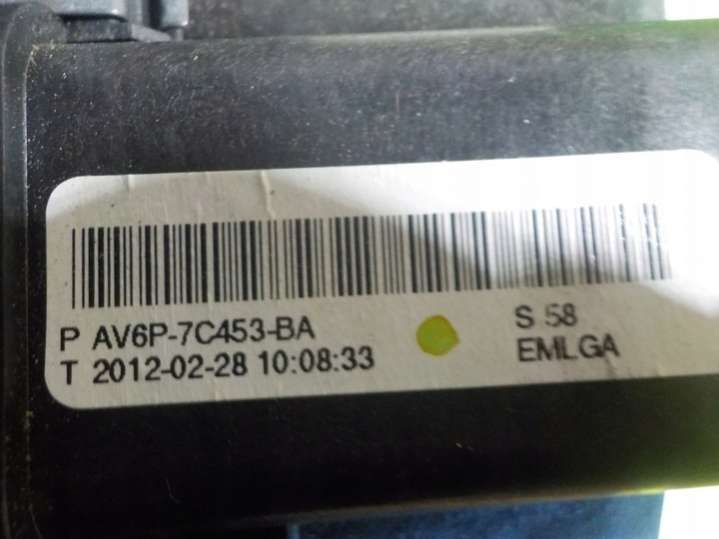 P AV6P-7C453-BA
S 58
T 2012-02-28 10:08:33
EMLGA